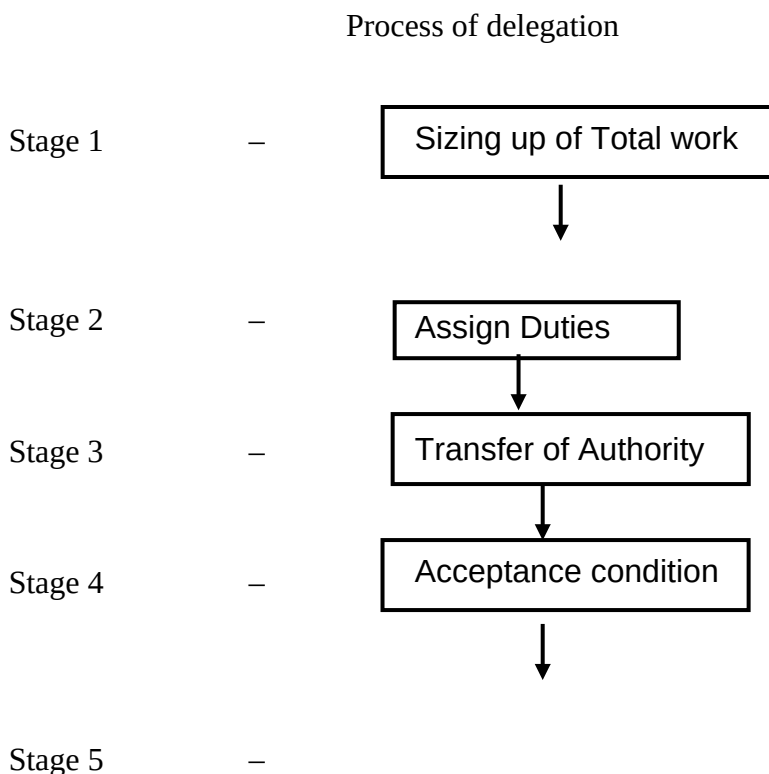 Process of delegation
Stage 1 – Sizing up of Total work
Stage 2 – Assign Duties
Stage 3 – Transfer of Authority
Stage 4 – Acceptance condition
Stage 5 –